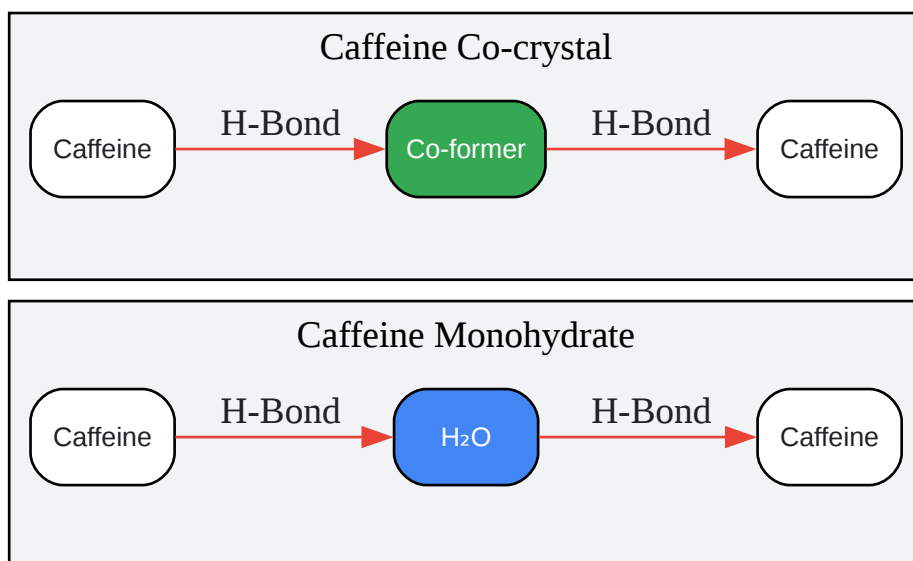 Caffeine Co-crystal
H-Bond
H-Bond
Caffeine
Co-former
Caffeine
Caffeine Monohydrate
H-Bond
H-Bond
Caffeine
H₂O
Caffeine